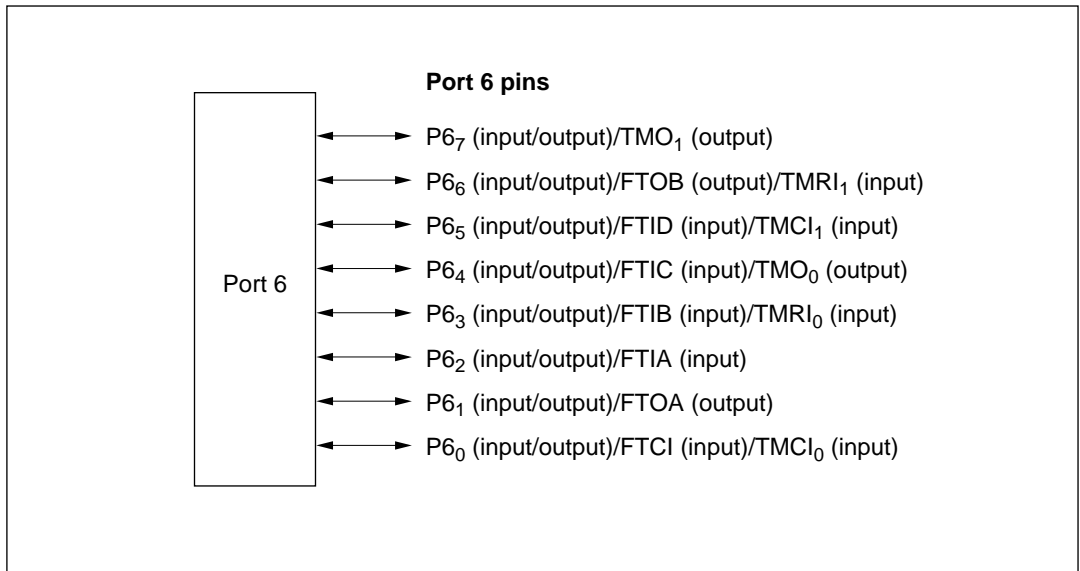 Port 6 pins
P6₇ (input/output)/TMO₁ (output)
P6₆ (input/output)/FTOB (output)/TMRI₁ (input)
P6₅ (input/output)/FTID (input)/TMCI₁ (input)
P6₄ (input/output)/FTIC (input)/TMO₀ (output)
Port 6
P6₃ (input/output)/FTIB (input)/TMRI₀ (input)
P6₂ (input/output)/FTIA (input)
P6₁ (input/output)/FTOA (output)
P6₀ (input/output)/FTCI (input)/TMCI₀ (input)